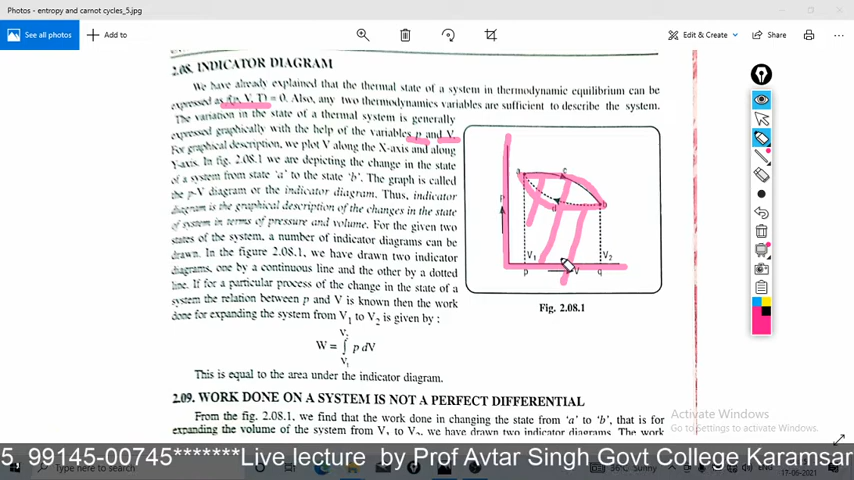 Photos - entropy and carnot cycles_5.jpg
See all photos
Add to
Edit & Create
Share
Print
2.08. INDICATOR DIAGRAM
We have already explained that the thermal state of a system in thermodynamic equilibrium can be
expressed as f(p, V, T) = 0. Also, any two thermodynamics variables are sufficient to describe the system.
The variation in the state of a thermal system is generally
expressed graphically with the help of the variables p and V.
For graphical description, we plot V along the X-axis and along
Y-axis. In fig. 2.08.1 we are depicting the change in the state
of a system from state 'a' to the state 'b'. The graph is called
the p-V diagram or the indicator diagram. Thus, indicator
diagram is the graphical description of the changes in the state
of system in terms of pressure and volume. For the given two
states of the system, a number of indicator diagrams can be
drawn. In the figure 2.08.1, we have drawn two indicator
diagrams, one by a continuous line and the other by a dotted
line. If for a particular process of the change in the state of a
system the relation between p and V is known then the work
done for expanding the system from V1 to V2 is given by :
V2
W = ∫ p dV
V1
This is equal to the area under the indicator diagram.
a
c
d
b
P
V1
V2
p
V
q
Fig. 2.08.1
2.09. WORK DONE ON A SYSTEM IS NOT A PERFECT DIFFERENTIAL
From the fig. 2.08.1, we find that the work done in changing the state from 'a' to 'b', that is for
expanding the volume of the system from V1 to V2, we have drawn two indicator diagrams. The work
Activate Windows
Go to Settings to activate Windows.
5, 99145-00745*******Live lecture by Prof Avtar Singh Govt College Karamsar
Type here to search
36°C Sunny
17-06-2021